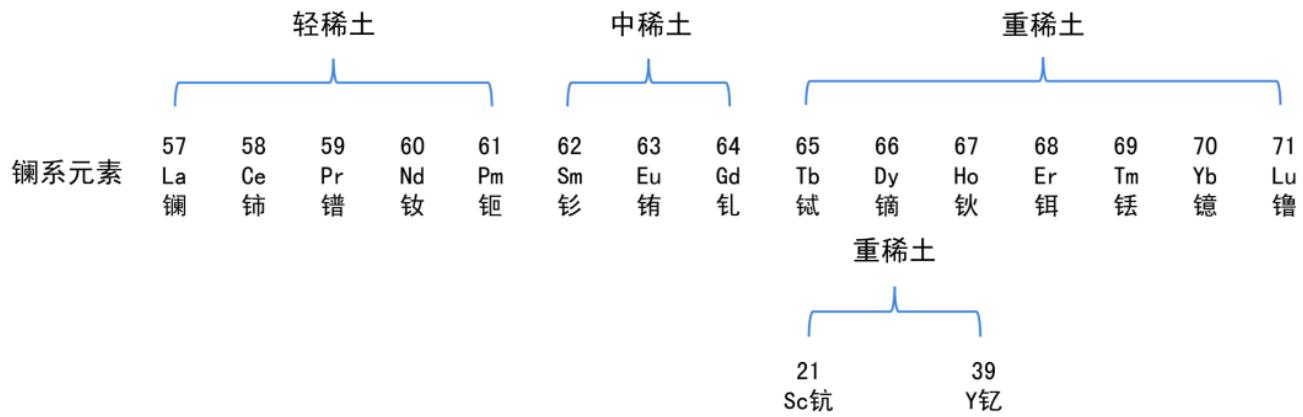 轻稀土 中稀土 重稀土
57 58 59 60 61 62 63 64 65 66 67 68 69 70 71
镧系元素 La Ce Pr Nd Pm Sm Eu Gd Tb Dy Ho Er Tm Yb Lu
镧 铈 镨 钕 钷 钐 铕 钆 铽 镝 钬 铒 铥 镱 镥
重稀土
21 39
Sc钪 Y钇